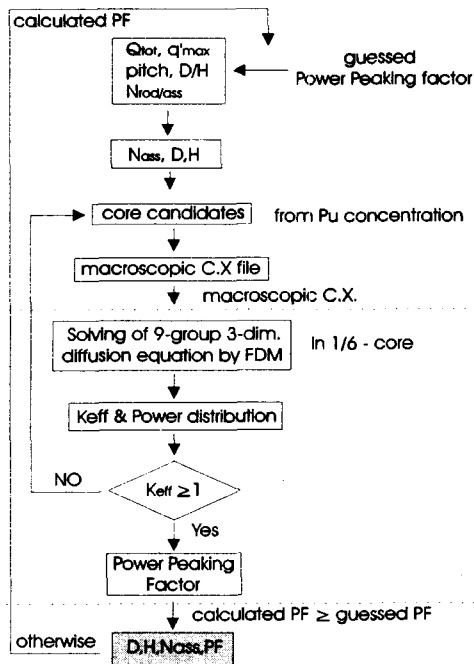 calculated PF
Qtot, q'max
pitch, D/H
Nrod/ass
guessed
Power Peaking factor
Nass, D,H
core candidates
from Pu concentration
macroscopic C.X file
macroscopic C.X.
Solving of 9-group 3-dim.
diffusion equation by FDM
In 1/6 - core
Keff & Power distribution
NO
Keff ≥ 1
Yes
Power Peaking
Factor
calculated PF ≥ guessed PF
otherwise
D,H,Nass,PF